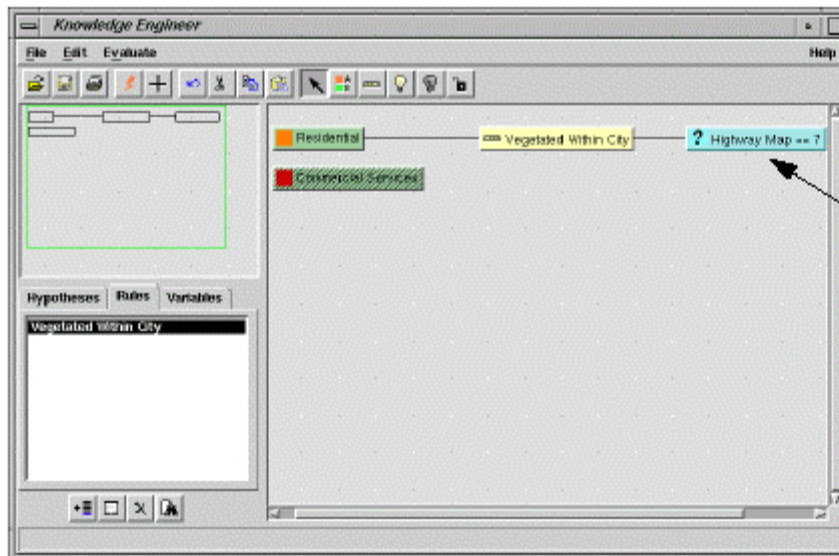 Knowledge Engineer
File Edit Evaluate Help
Residential Vegetated Within City ? Highway Map == 7
Commercial Services
Hypotheses Rules Variables
Vegetated Within City